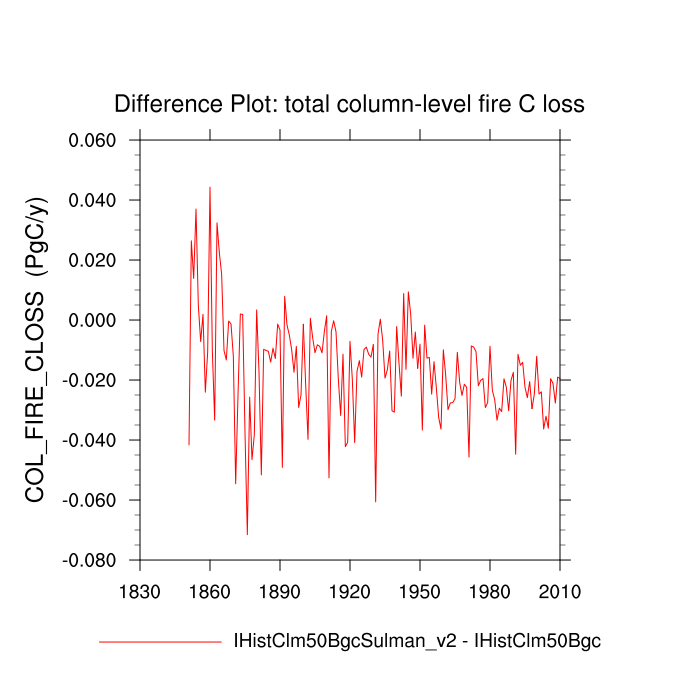 Difference Plot: total column-level fire C loss
COL_FIRE_CLOSS (PgC/y)
0.060
0.040
0.020
0.000
-0.020
-0.040
-0.060
-0.080
1830 1860 1890 1920 1950 1980 2010
IHistClm50BgcSulman_v2 - IHistClm50Bgc